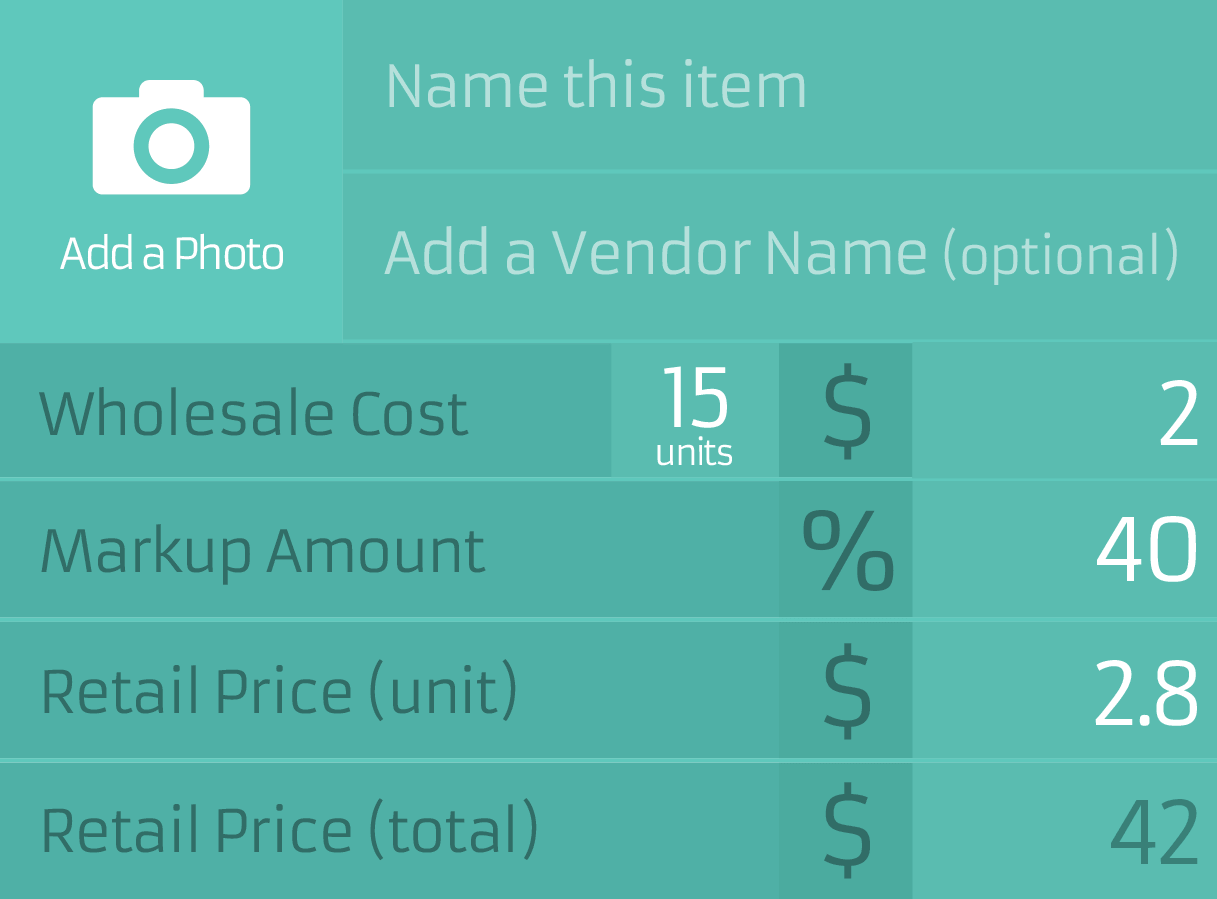 Name this item
Add a Photo
Add a Vendor Name (optional)
Wholesale Cost 15 units $ 2
Markup Amount % 40
Retail Price (unit) $ 2.8
Retail Price (total) $ 42